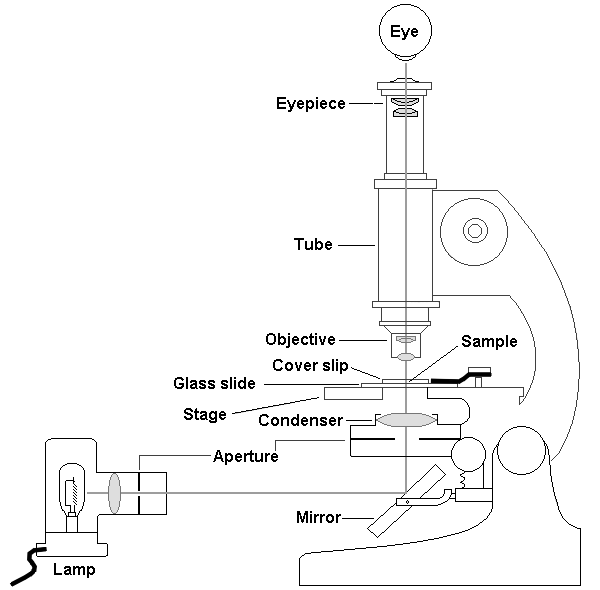 Eye
Eyepiece
Tube
Objective
Sample
Cover slip
Glass slide
Stage
Condenser
Aperture
Mirror
Lamp